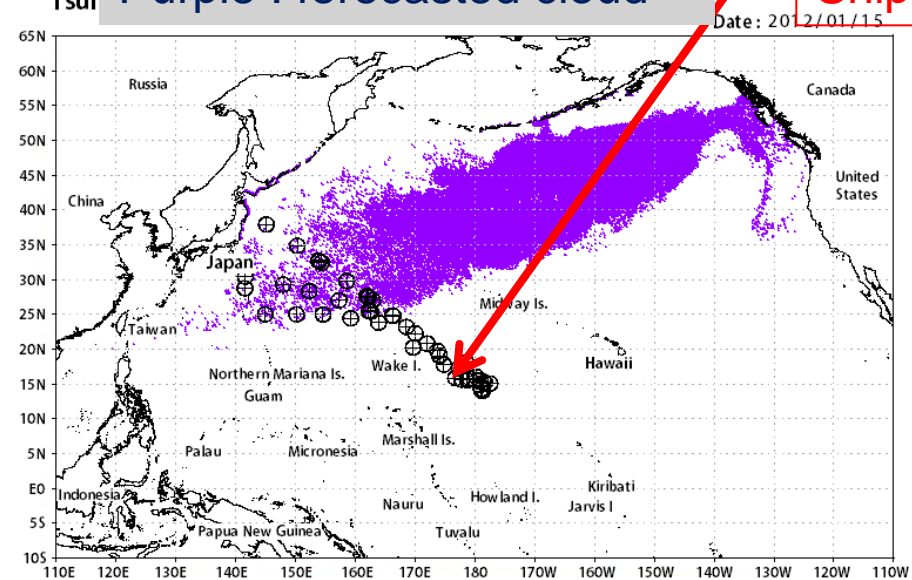 Purple Forecasted cloud
Ship
Date: 2012/01/15
65N
60N
Russia
Canada
55N
50N
45N
United
States
China
40N
35N
Japan
30N
Midway Is.
25N
Taiwan
20N
Wake I.
Hawaii
Northern Mariana Is.
15N
Guam
10N
Marshall Is.
5N
Palau
Micronesia
E0
Indonesia
Kiribati
Howland I.
Jarvis I
Nauru
5S
Papua New Guinea
Tuvalu
10S
110E 120E 130E 140E 150E 160E 170E 180 170W 160W 150W 140W 130W 120W 110W